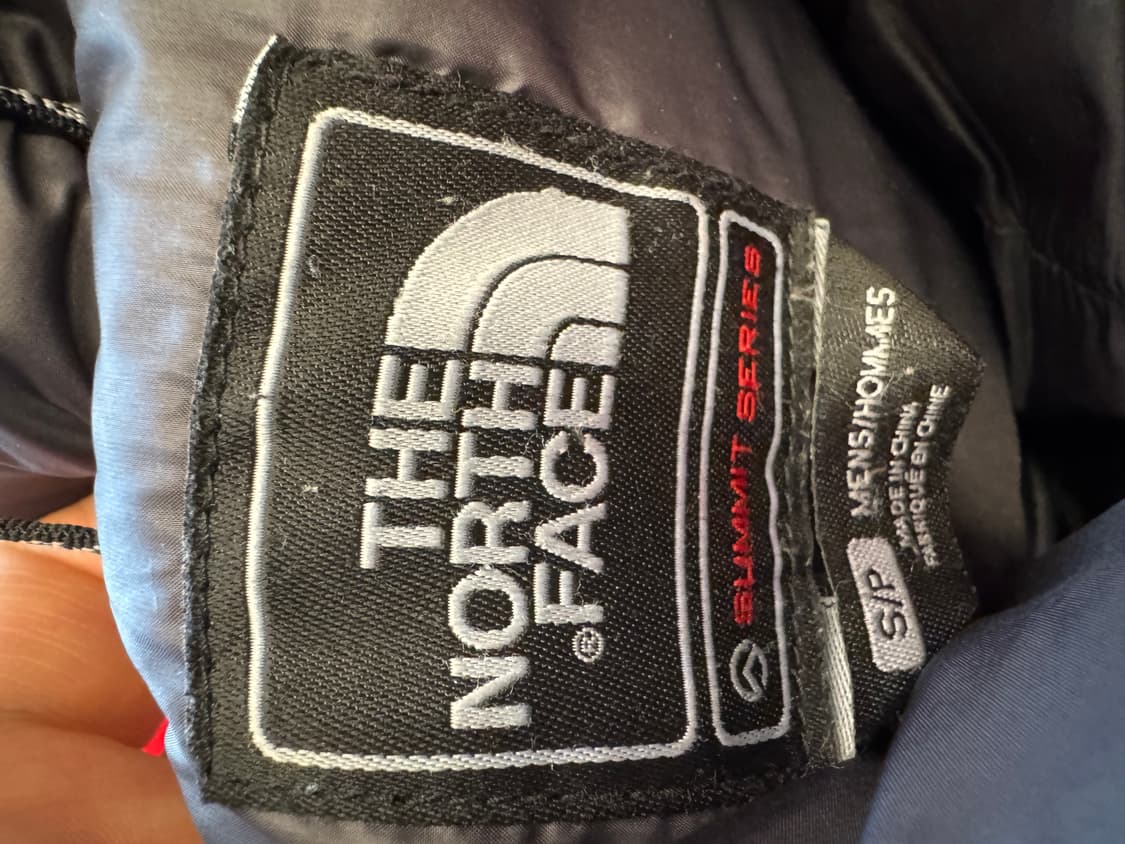 THE
NORTH
FACE®
SUMMIT SERIES
S/P MENS/HOMMES
MADE IN CHINA
FABRIQUÉ EN CHINE